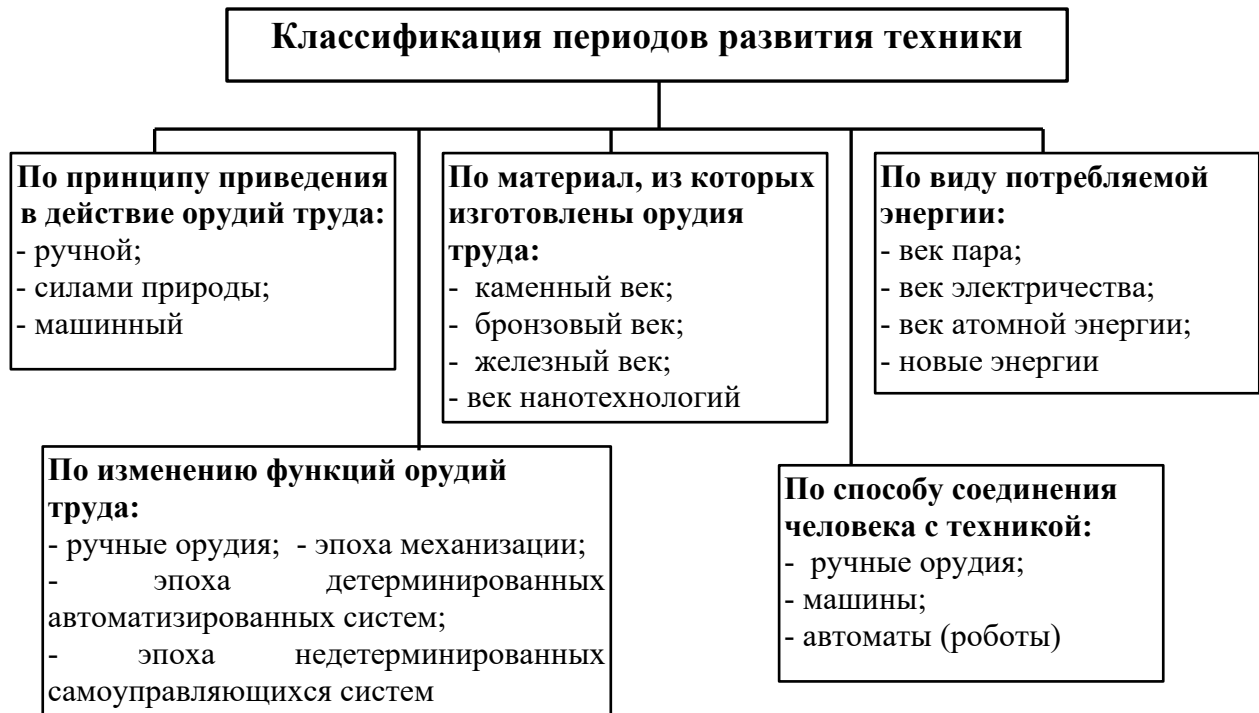 Классификация периодов развития техники
По принципу приведения
в действие орудий труда:
- ручной;
- силами природы;
- машинный
По материал, из которых
изготовлены орудия
труда:
- каменный век;
- бронзовый век;
- железный век;
- век нанотехнологий
По виду потребляемой
энергии:
- век пара;
- век электричества;
- век атомной энергии;
- новые энергии
По изменению функций орудий
труда:
- ручные орудия; - эпоха механизации;
- эпоха детерминированных
автоматизированных систем;
- эпоха недетерминированных
самоуправляющихся систем
По способу соединения
человека с техникой:
- ручные орудия;
- машины;
- автоматы (роботы)